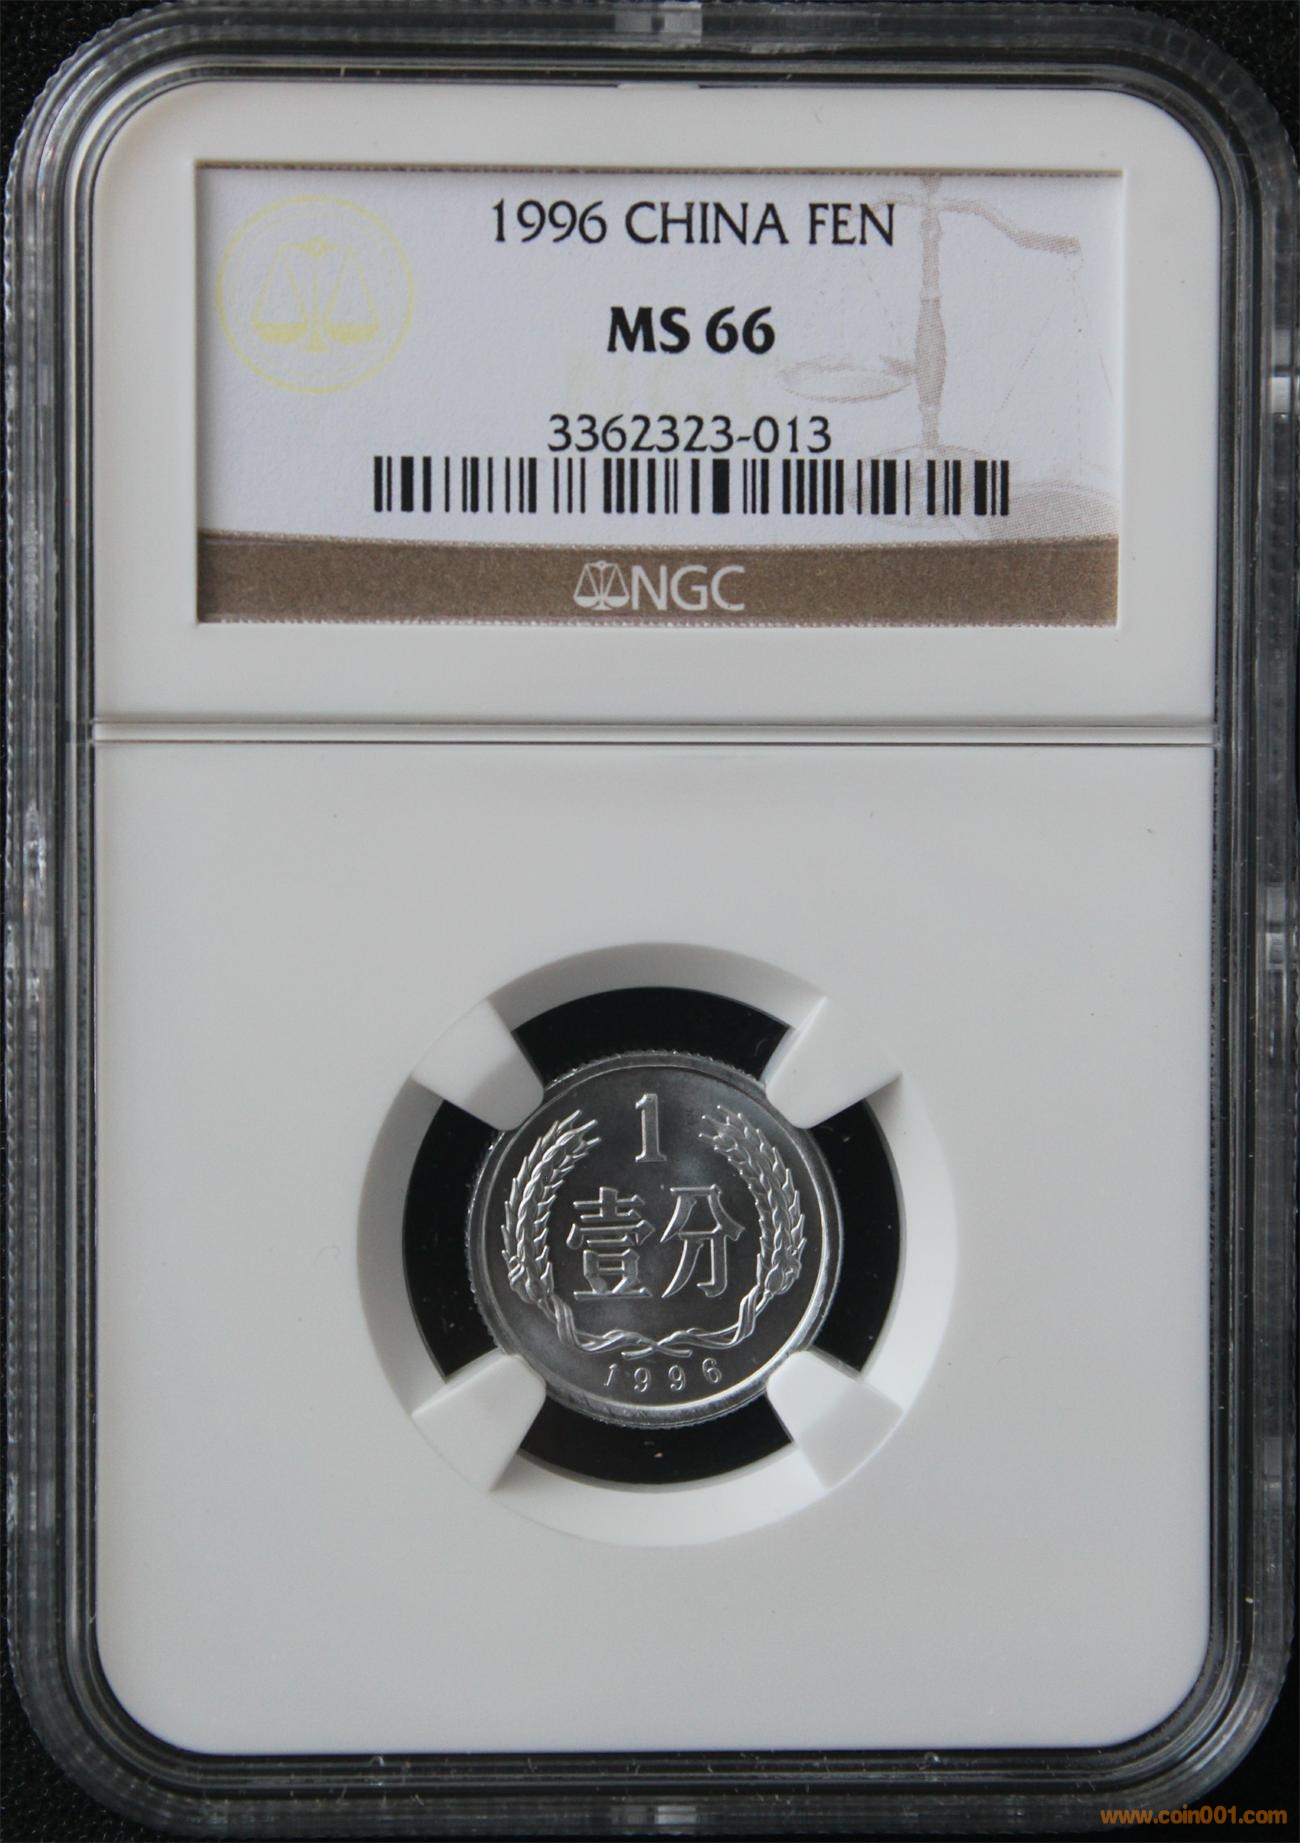 1996 CHINA FEN
MS 66
3362323-013
NGC
1
壹分
1996
www.coin001.com